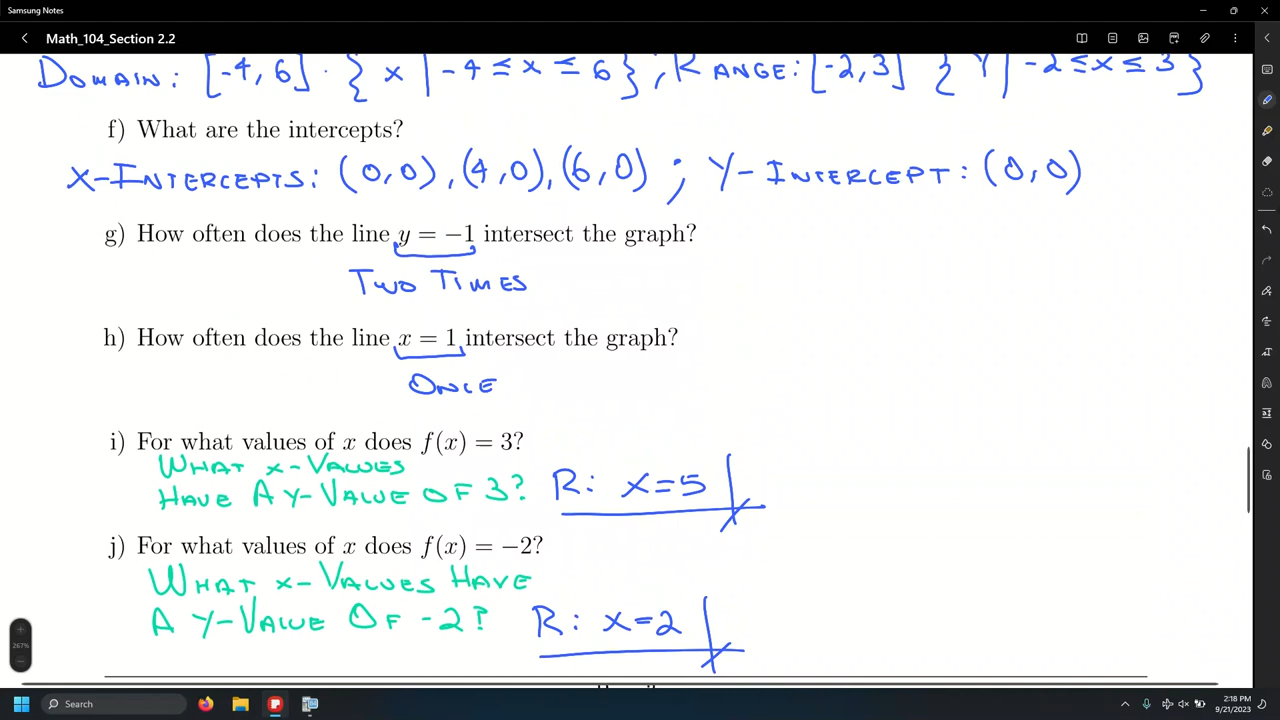 Samsung Notes
Math_104_Section 2.2
DOMAIN: [-4, 6] . { x | -4 ≤ x ≤ 6 } , RANGE: [-2, 3] { Y | -2 ≤ x ≤ 3 }
f) What are the intercepts?
X-INTERCEPTS: (0,0), (4,0), (6,0) ; Y-INTERCEPT: (0,0)
g) How often does the line y = −1 intersect the graph?
TWO TIMES
h) How often does the line x = 1 intersect the graph?
ONCE
i) For what values of x does f(x) = 3?
WHAT X-VALUES
HAVE A Y-VALUE OF 3? R: X=5
j) For what values of x does f(x) = −2?
WHAT X-VALUES HAVE
A Y-VALUE OF -2? R: X=2
267%
Search
2:18 PM
9/21/2023